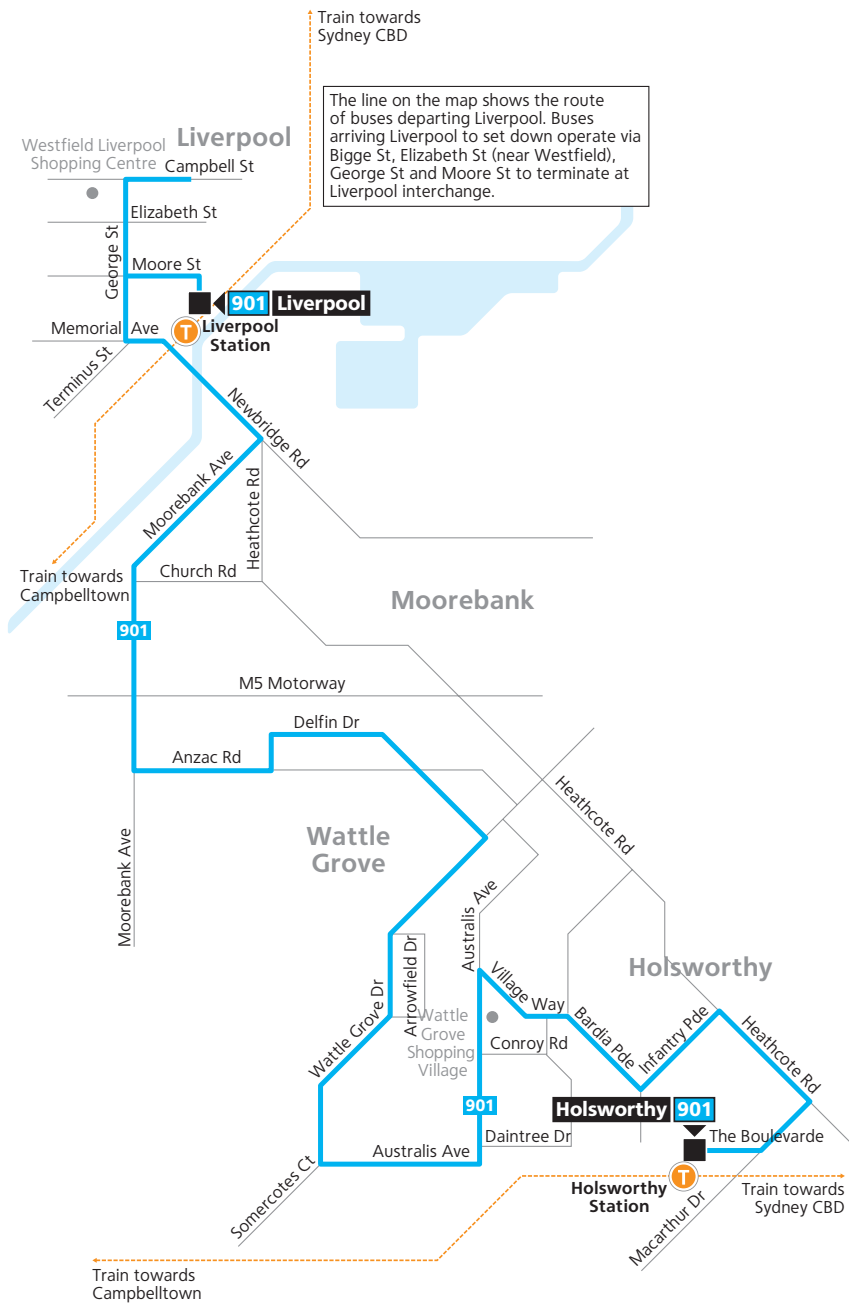 Train towards
Sydney CBD
The line on the map shows the route
of buses departing Liverpool. Buses
arriving Liverpool to set down operate via
Bigge St, Elizabeth St (near Westfield),
George St and Moore St to terminate at
Liverpool interchange.
Liverpool
Westfield Liverpool
Shopping Centre
Campbell St
Elizabeth St
George St
Moore St
901 Liverpool
T
Liverpool
Station
Memorial Ave
Terminus St
Newbridge Rd
Moorebank Ave
Heathcote Rd
Train towards
Campbelltown
Church Rd
Moorebank
901
M5 Motorway
Delfin Dr
Anzac Rd
Heathcote Rd
Wattle
Grove
Moorebank Ave
Australis Ave
Arrowfield Dr
Holsworthy
Village Way
Wattle Grove Dr
Wattle
Grove
Shopping
Village
Bardia Pde
Infantry Pde
Conroy Rd
Heathcote Rd
901
Holsworthy 901
Daintree Dr
The Boulevarde
Australis Ave
Somercotes Ct
T
Holsworthy
Station
Train towards
Sydney CBD
Macarthur Dr
Train towards
Campbelltown